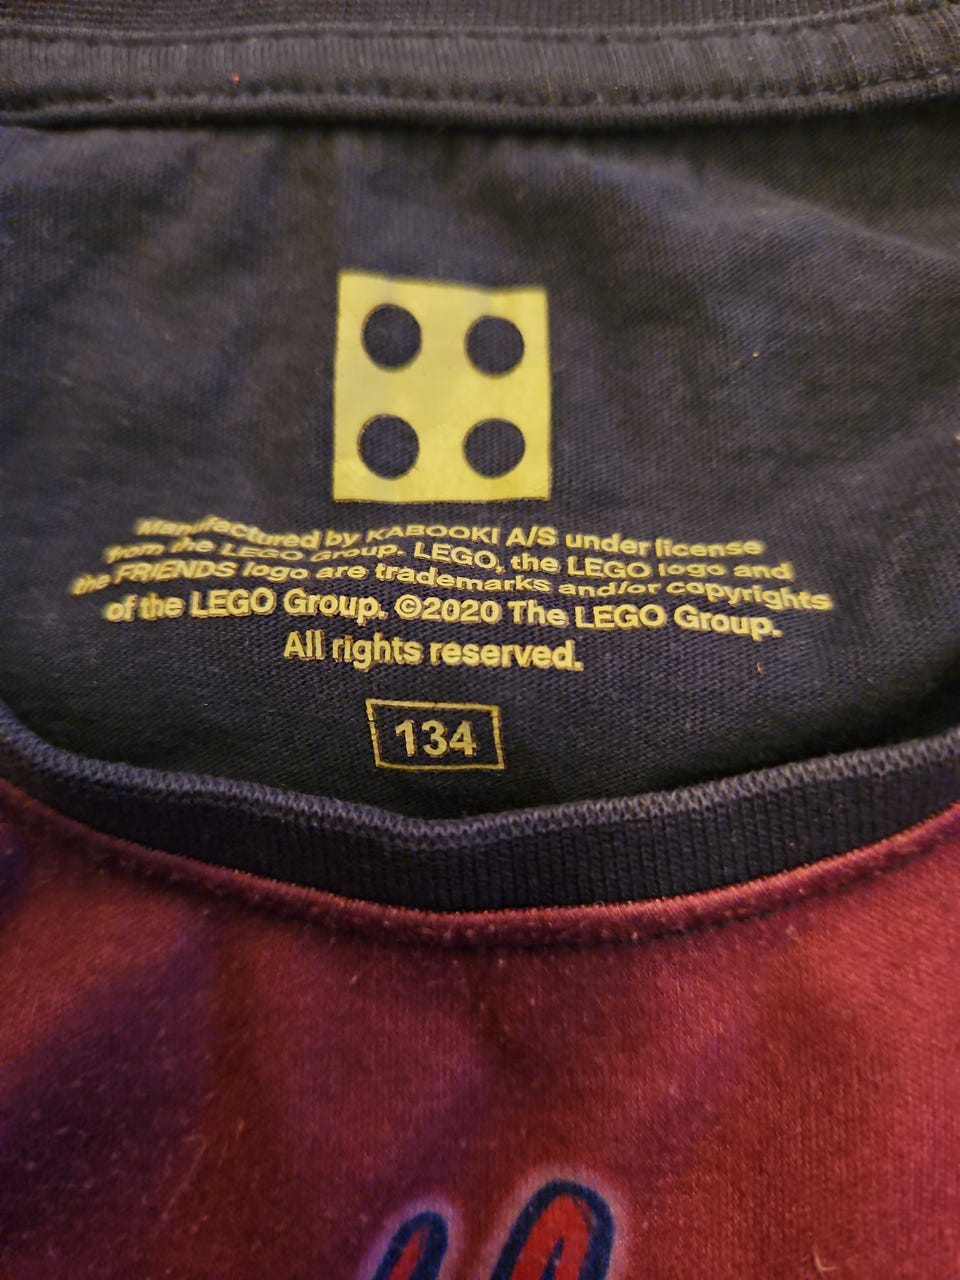 Manufactured by KABOOKI A/S under license
from the LEGO Group. LEGO, the LEGO logo and
the FRIENDS logo are trademarks and/or copyrights
of the LEGO Group. ©2020 The LEGO Group.
All rights reserved.
134